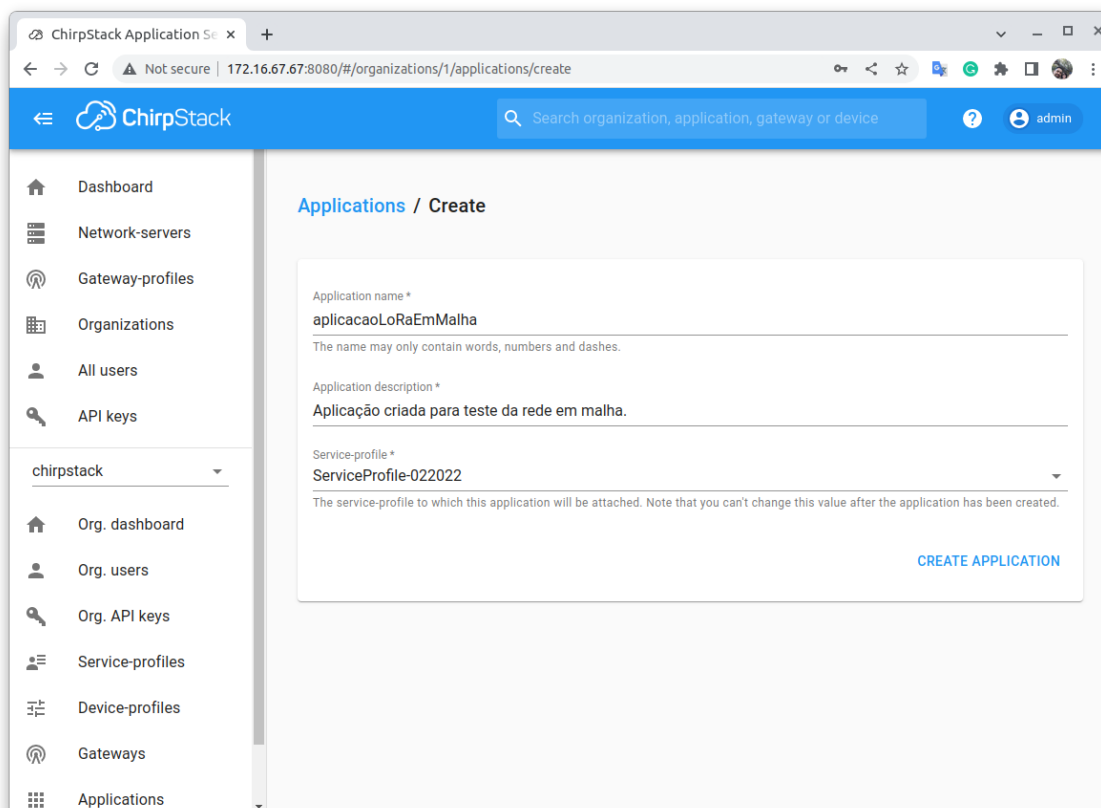 ChirpStack Application Se
Not secure | 172.16.67.67:8080/#/organizations/1/applications/create
ChirpStack
Search organization, application, gateway or device
? admin
Dashboard
Network-servers
Gateway-profiles
Organizations
All users
API keys
chirpstack
Org. dashboard
Org. users
Org. API keys
Service-profiles
Device-profiles
Gateways
Applications
Applications / Create
Application name *
aplicacaoLoRaEmMalha
The name may only contain words, numbers and dashes.
Application description *
Aplicação criada para teste da rede em malha.
Service-profile *
ServiceProfile-022022
The service-profile to which this application will be attached. Note that you can't change this value after the application has been created.
CREATE APPLICATION